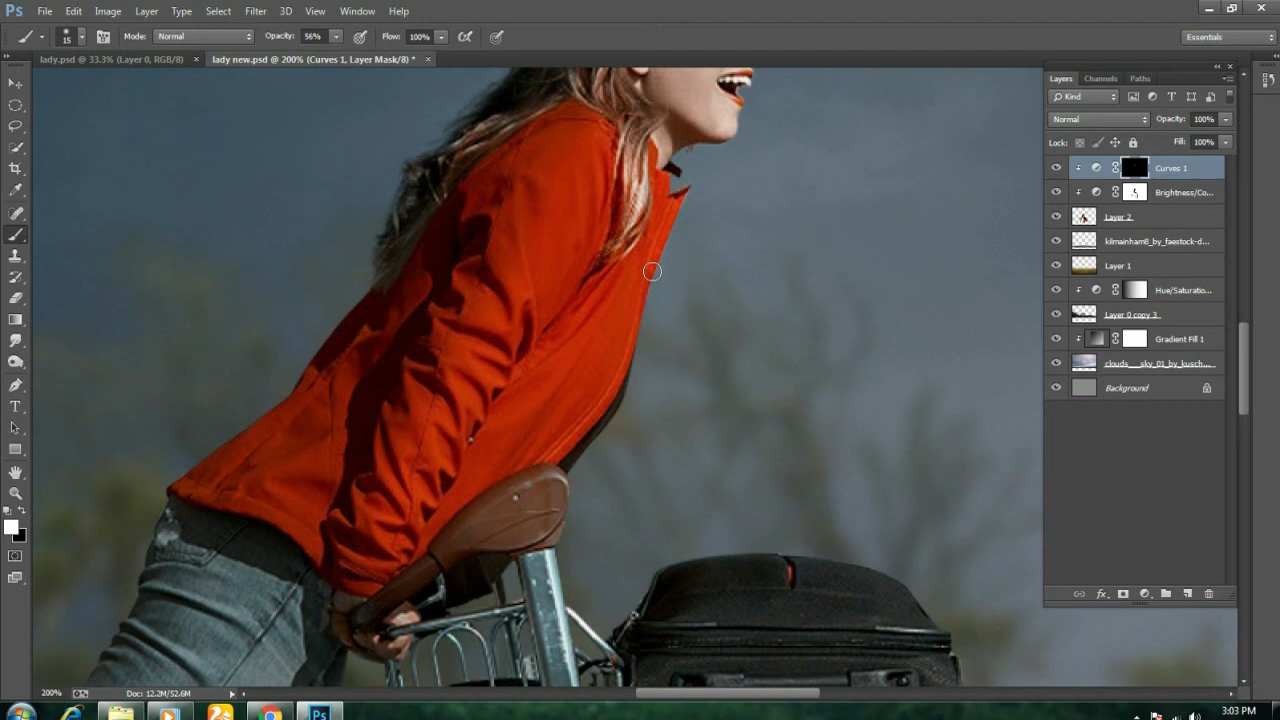 Ps File Edit Image Layer Type Select Filter 3D View Window Help
15 Mode: Normal Opacity: 56% Flow: 100% Essentials
lady.psd @ 33.3% (Layer 0, RGB/8) × lady new.psd @ 200% (Curves 1, Layer Mask/8) * ×
Layers Channels Paths
Kind
Normal Opacity: 100%
Lock: Fill: 100%
Curves 1
Brightness/Co...
Layer 2
kilmainham8_by_faestock-d...
Layer 1
Hue/Saturatio...
Layer 0 copy 3
Gradient Fill 1
clouds___sky_01_by_kusch...
Background
200% Doc: 12.2M/52.6M
Ps 3:03 PM